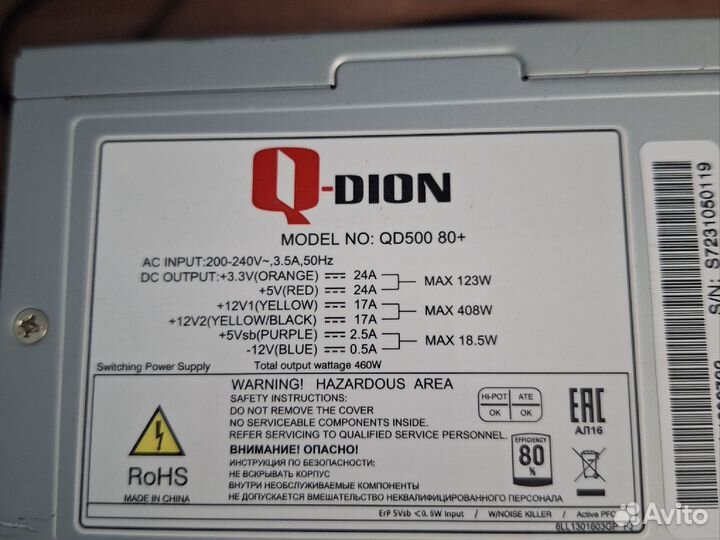 Q-DION
MODEL NO: QD500 80+
AC INPUT:200-240V~,3.5A,50Hz
DC OUTPUT:+3.3V(ORANGE) ⎓ 24A
+5V(RED) ⎓ 24A
MAX 123W
+12V1(YELLOW) ⎓ 17A
+12V2(YELLOW/BLACK) ⎓ 17A
MAX 408W
+5Vsb(PURPLE) ⎓ 2.5A
-12V(BLUE) ⎓ 0.5A
MAX 18.5W
Switching Power Supply
Total output wattage 460W
WARNING! HAZARDOUS AREA
SAFETY INSTRUCTIONS:
DO NOT REMOVE THE COVER
NO SERVICEABLE COMPONENTS INSIDE.
REFER SERVICING TO QUALIFIED SERVICE PERSONNEL.
ВНИМАНИЕ! ОПАСНО!
ИНСТРУКЦИЯ ПО БЕЗОПАСНОСТИ:
НЕ ВСКРЫВАТЬ КОРПУС
ВНУТРИ НЕОБСЛУЖИВАЕМЫЕ КОМПОНЕНТЫ
НЕ ДОПУСКАЕТСЯ ВМЕШАТЕЛЬСТВО НЕКВАЛИФИЦИРОВАННОГО ПЕРСОНАЛА
RoHS
MADE IN CHINA
HI-POT ATE
OK OK
EAC
АЛ16
EFFICIENCY
80
%
ErP 5Vsb <0.5W input / W/NOISE KILLER / Active PFC
S/N: S7231050119
Avito